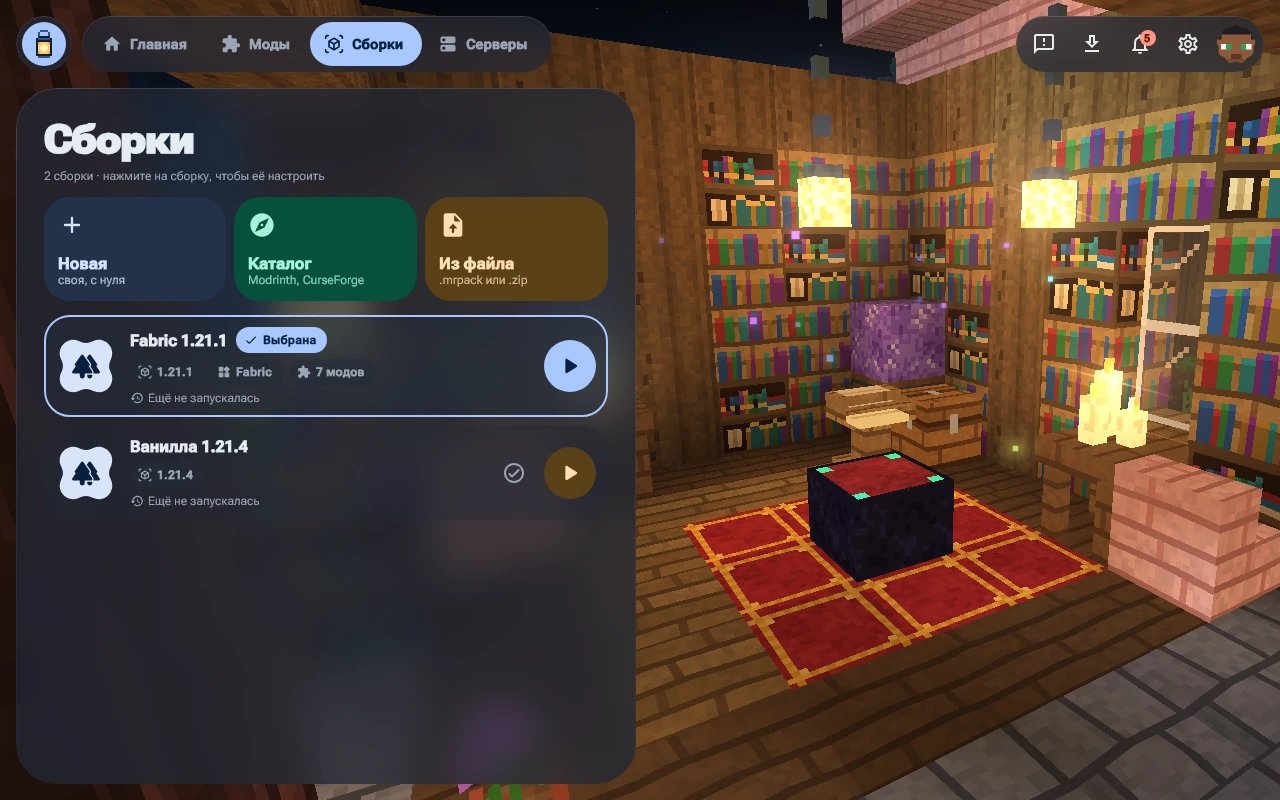 Главная
Моды
Сборки
Серверы
5
Сборки
2 сборки · нажмите на сборку, чтобы её настроить
Новая
своя, с нуля
Каталог
Modrinth, CurseForge
Из файла
.mrpack или .zip
Fabric 1.21.1
Выбрана
1.21.1
Fabric
7 модов
Ещё не запускалась
Ванилла 1.21.4
1.21.4
Ещё не запускалась